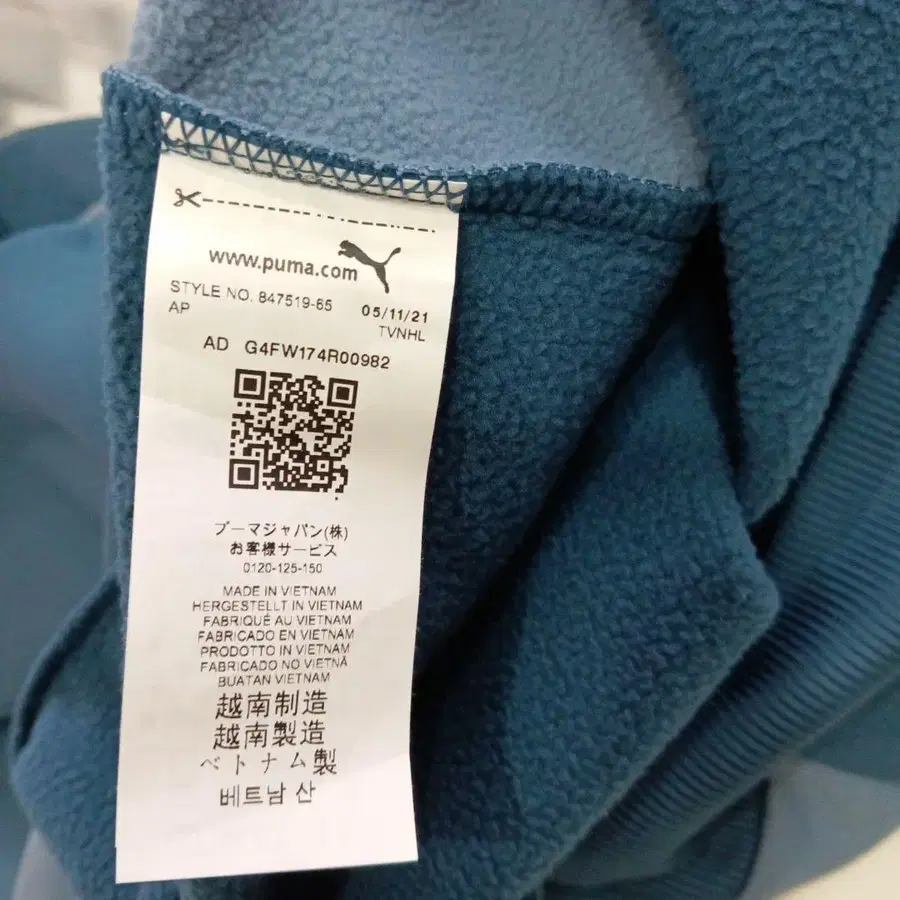 www.puma.com
STYLE NO. 847519-65 05/11/21
AP TVNHL
AD G4FW174R00982
プーマジャパン(株)
お客様サービス
0120-125-150
MADE IN VIETNAM
HERGESTELLT IN VIETNAM
FABRIQUÉ AU VIETNAM
FABRICADO EN VIETNAM
PRODOTTO IN VIETNAM
FABRICADO NO VIETNÃ
BUATAN VIETNAM
越南制造
越南製造
ベトナム製
베트남 산